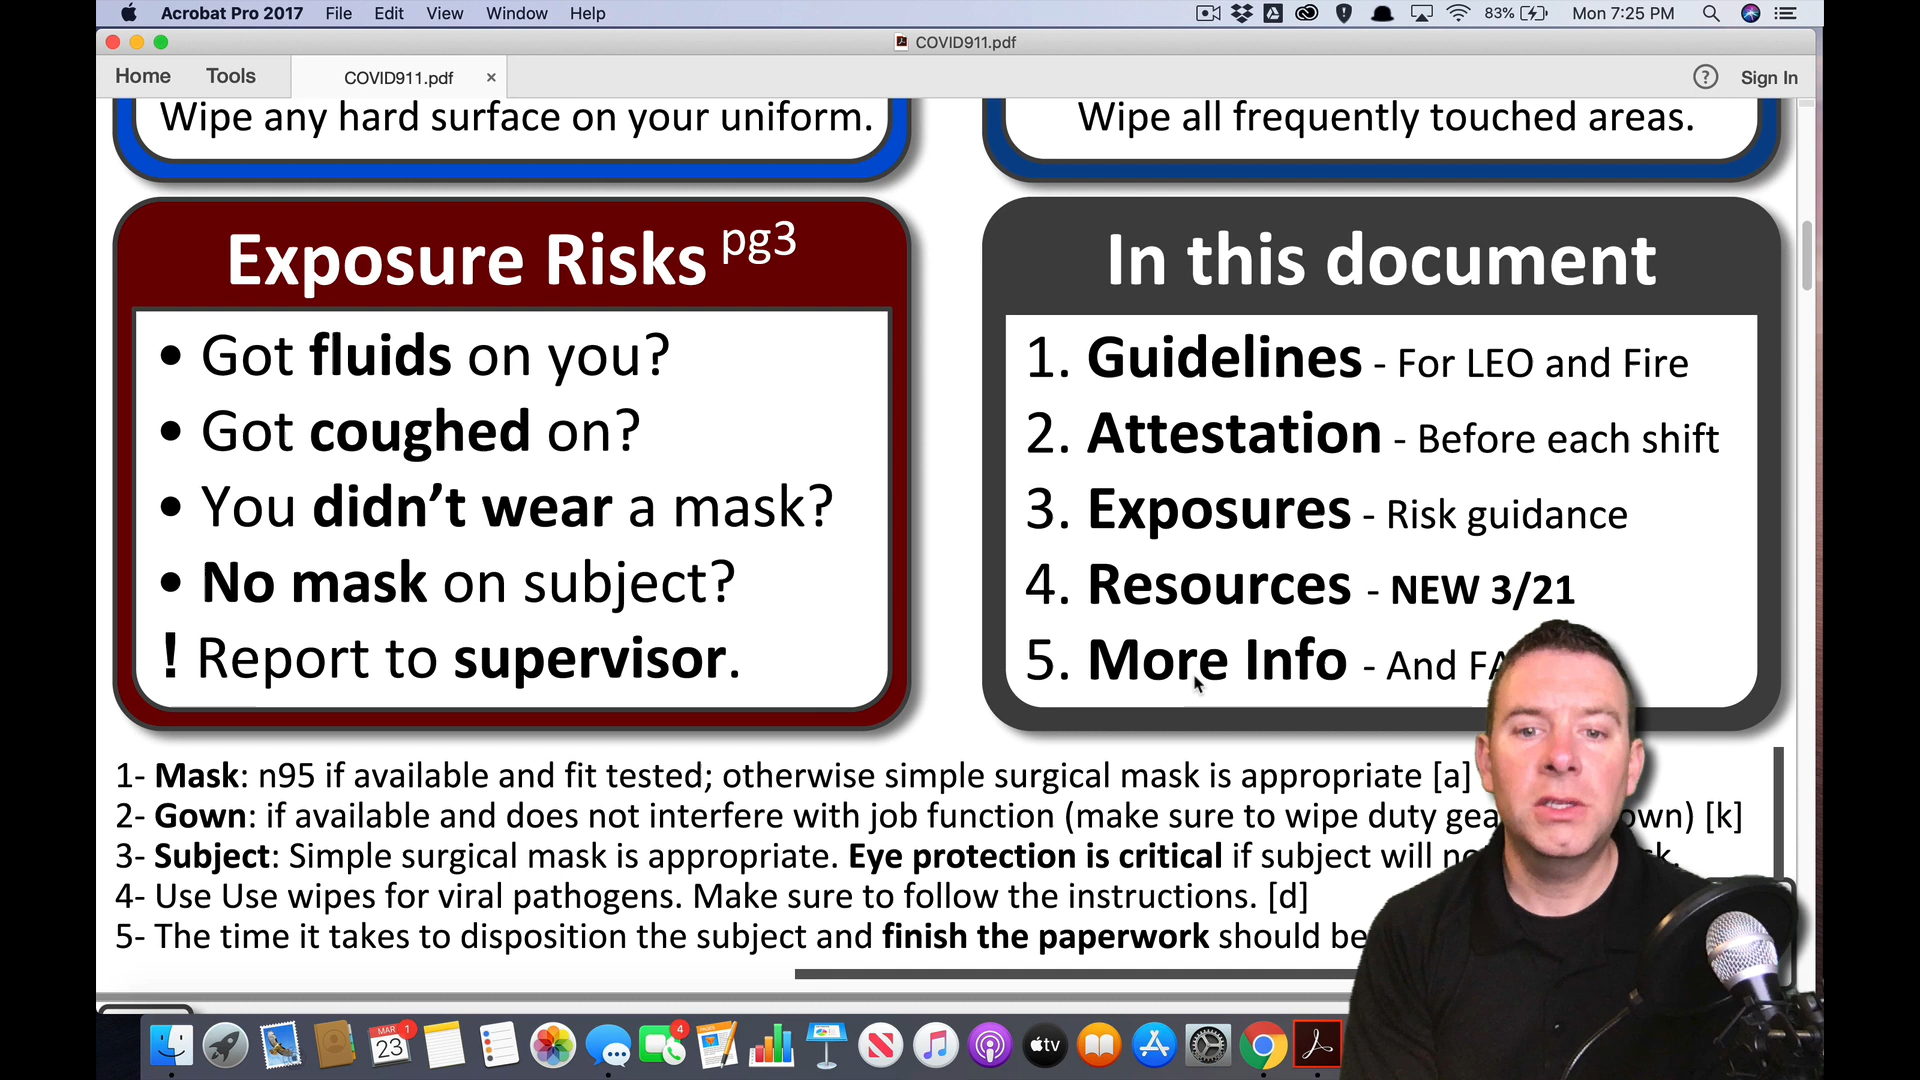 Acrobat Pro 2017 File Edit View Window Help 83% Mon 7:25 PM
COVID911.pdf
Home Tools COVID911.pdf × ? Sign In
Wipe any hard surface on your uniform.
Wipe all frequently touched areas.
Exposure Risks pg3
• Got fluids on you?
• Got coughed on?
• You didn’t wear a mask?
• No mask on subject?
! Report to supervisor.
In this document
1. Guidelines - For LEO and Fire
2. Attestation - Before each shift
3. Exposures - Risk guidance
4. Resources - NEW 3/21
5. More Info - And
1- Mask: n95 if available and fit tested; otherwise simple surgical mask is appropriate [a]
2- Gown: if available and does not interfere with job function (make sure to wipe duty [k]
3- Subject: Simple surgical mask is appropriate. Eye protection is critical if subject will
4- Use Use wipes for viral pathogens. Make sure to follow the instructions. [d]
5- The time it takes to disposition the subject and finish the paperwork should be
MAR 1
23
4
tv